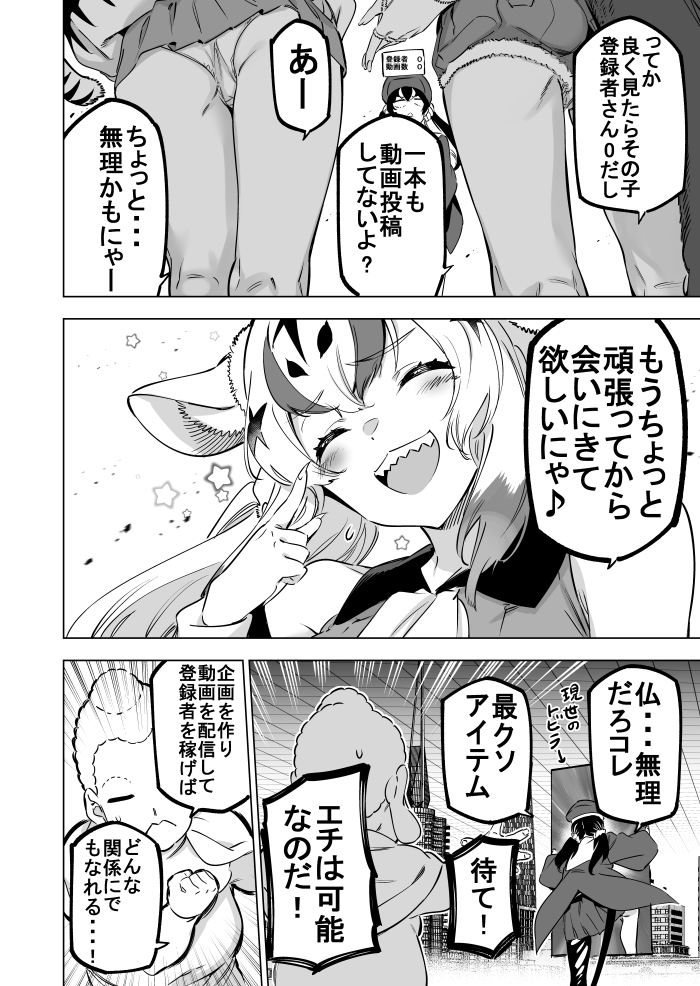 ってか
良く見たらその子
登録者さん0だし
登録者 0
動画数 0
一本も
動画投稿
してないよ？
あー
ちょっと・・・
無理かもにゃー
もうちょっと
頑張ってから
会いにきて
欲しいにゃ♪
仏・・・無理
だろコレ
現世の
トビラ→
最クソ
アイテム
待て！
エチは可能
なのだ！
企画を作り
動画を配信して
登録者を稼げば
どんな
関係にで
もなれる・・・！